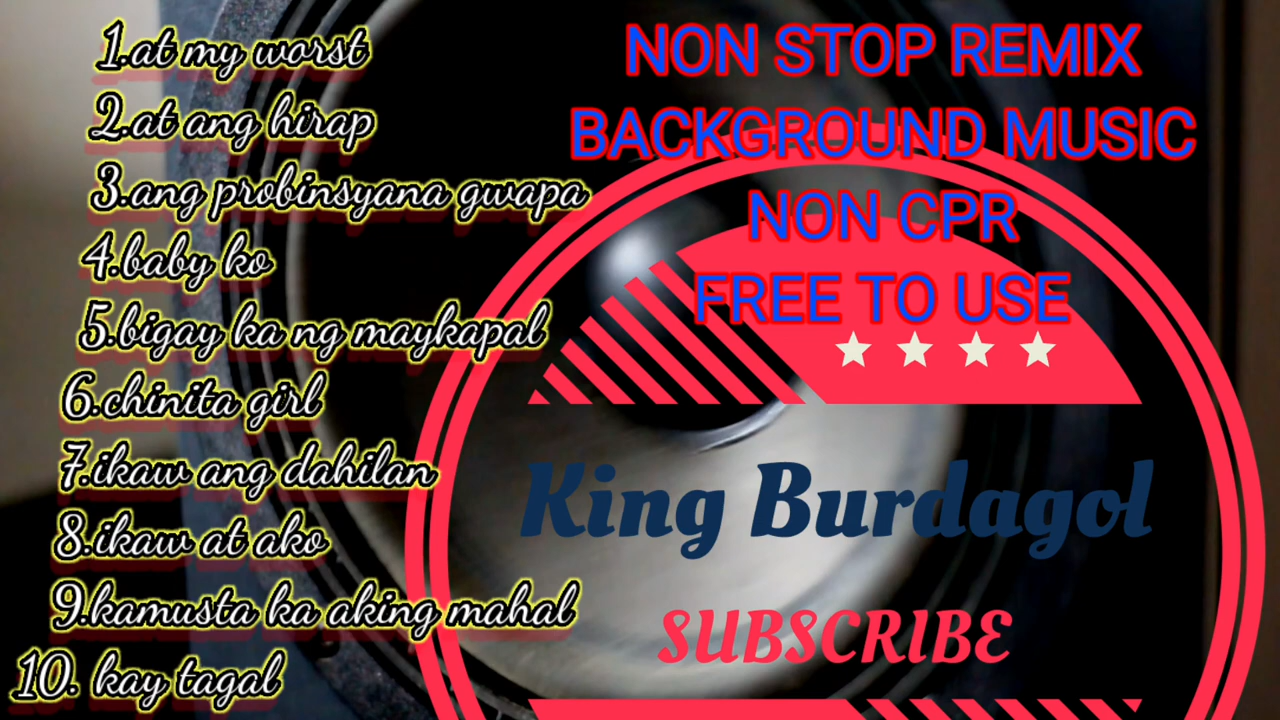 1.at my worst
2.at ang hirap
3.ang probinsyana gwapa
4.baby ko
5.bigay ka ng maykapal
6.chinita girl
7.ikaw ang dahilan
8.ikaw at ako
9.kamusta ka aking mahal
10. kay tagal
NON STOP REMIX
BACKGROUND MUSIC
NON CPR
FREE TO USE
King Burdagol
SUBSCRIBE